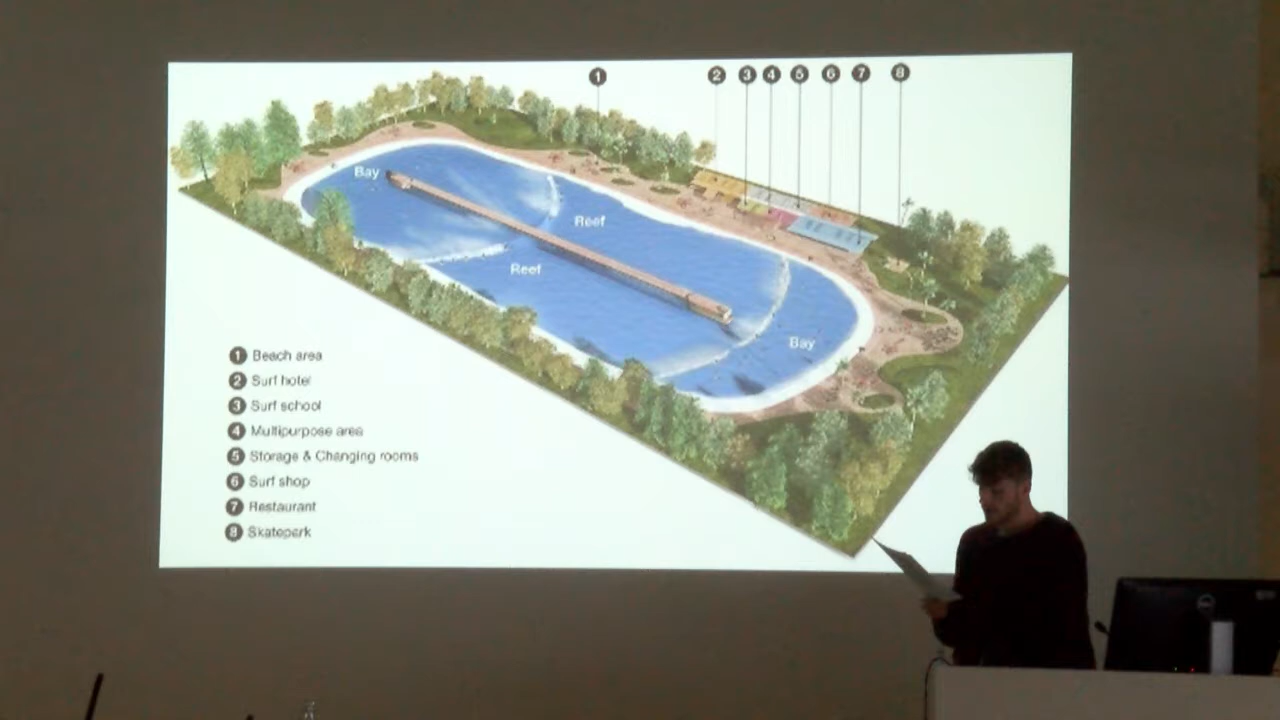 1 2 3 4 5 6 7 8
Bay
Reef
Reef
Bay
1 Beach area
2 Surf hotel
3 Surf school
4 Multipurpose area
5 Storage & Changing rooms
6 Surf shop
7 Restaurant
8 Skatepark